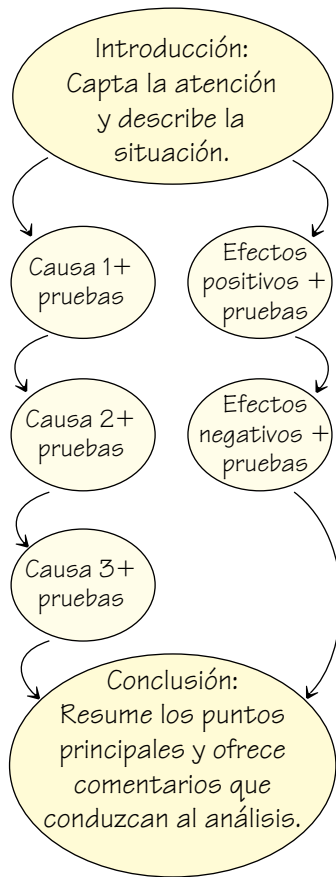 Introducción:
Capta la atención
y describe la
situación.
Causa 1+
pruebas
Efectos
positivos +
pruebas
Causa 2+
pruebas
Efectos
negativos +
pruebas
Causa 3+
pruebas
Conclusión:
Resume los puntos
principales y ofrece
comentarios que
conduzcan al análisis.